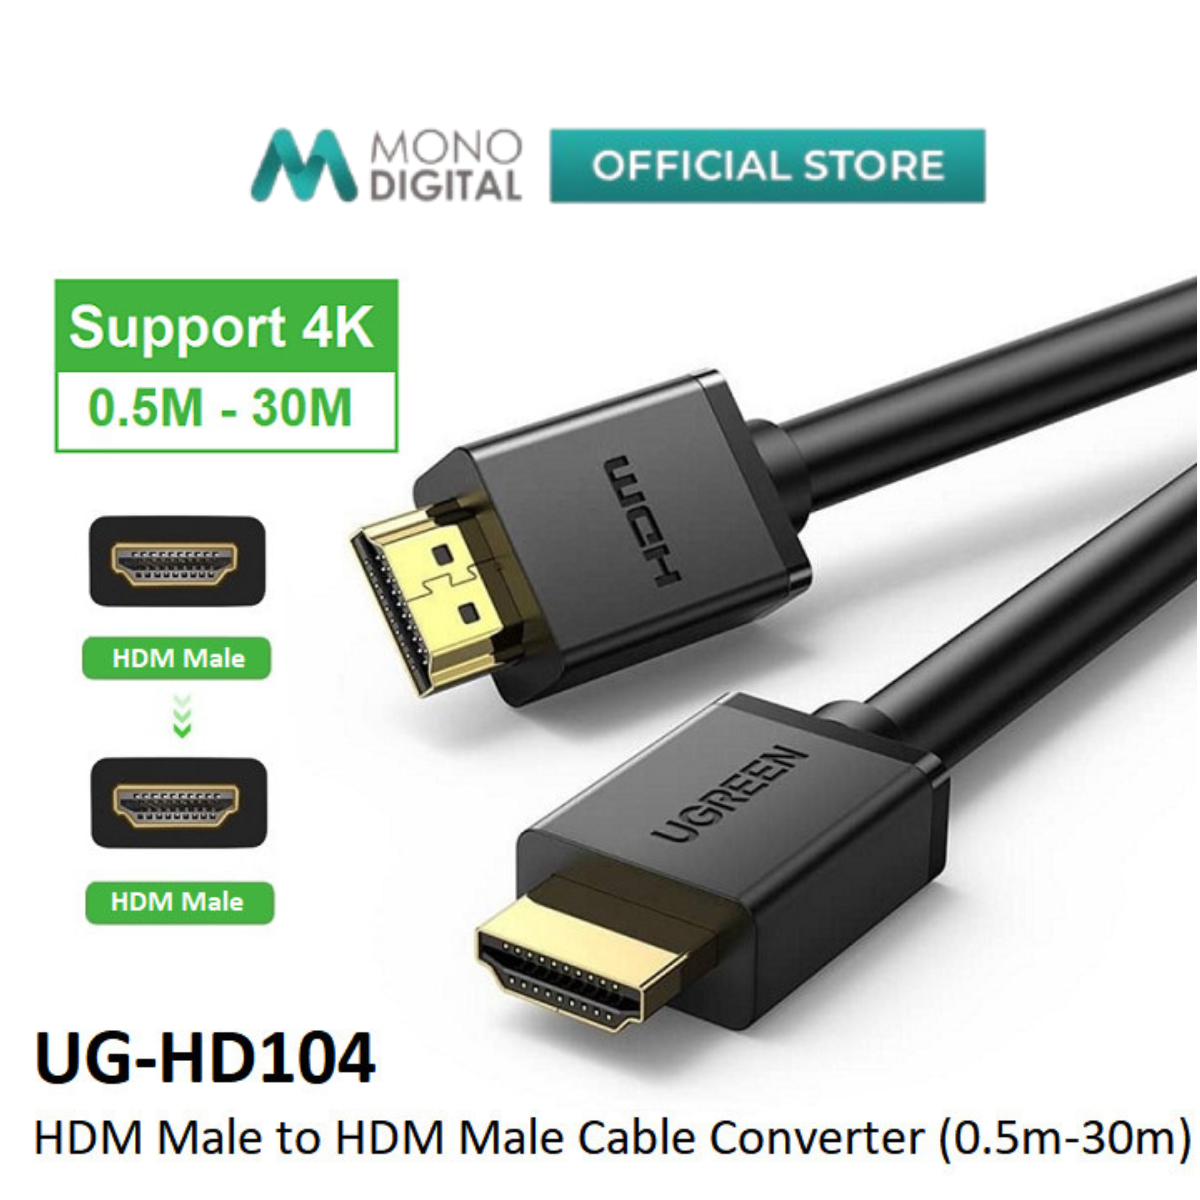 MONO
DIGITAL
OFFICIAL STORE
Support 4K
0.5M - 30M
HDM
HDM Male
UGREEN
HDM Male
UG-HD104
HDM Male to HDM Male Cable Converter (0.5m-30m)